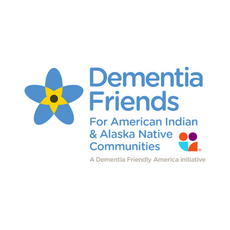 Dementia
Friends
For American Indian
& Alaska Native
Communities
A Dementia Friendly America initiative